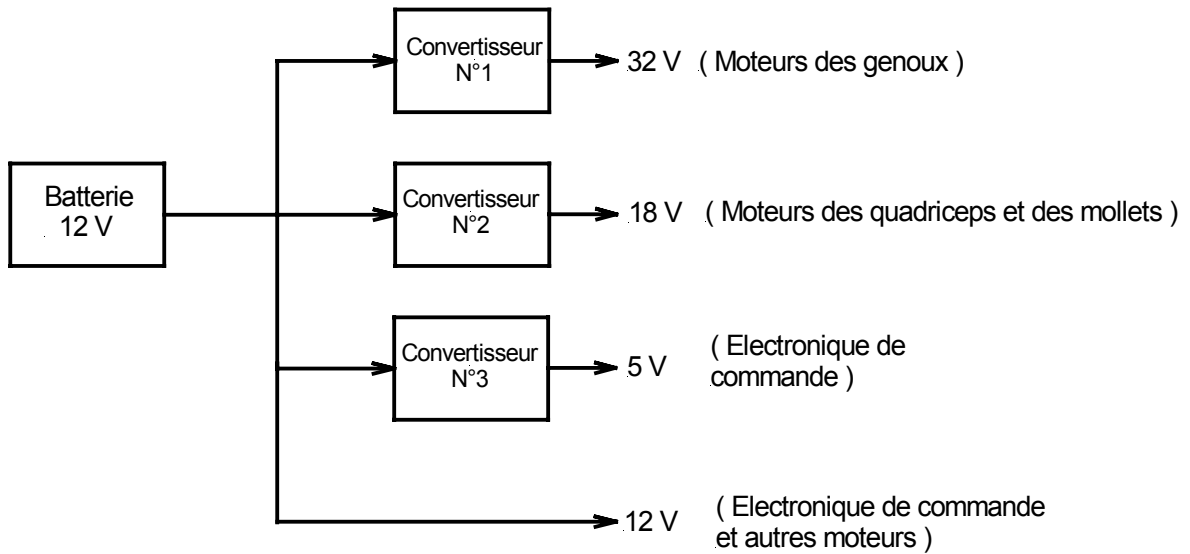 Convertisseur
N°1
32 V ( Moteurs des genoux )
Batterie
12 V
Convertisseur
N°2
18 V ( Moteurs des quadriceps et des mollets )
Convertisseur
N°3
5 V
( Electronique de
commande )
12 V
( Electronique de commande
et autres moteurs )